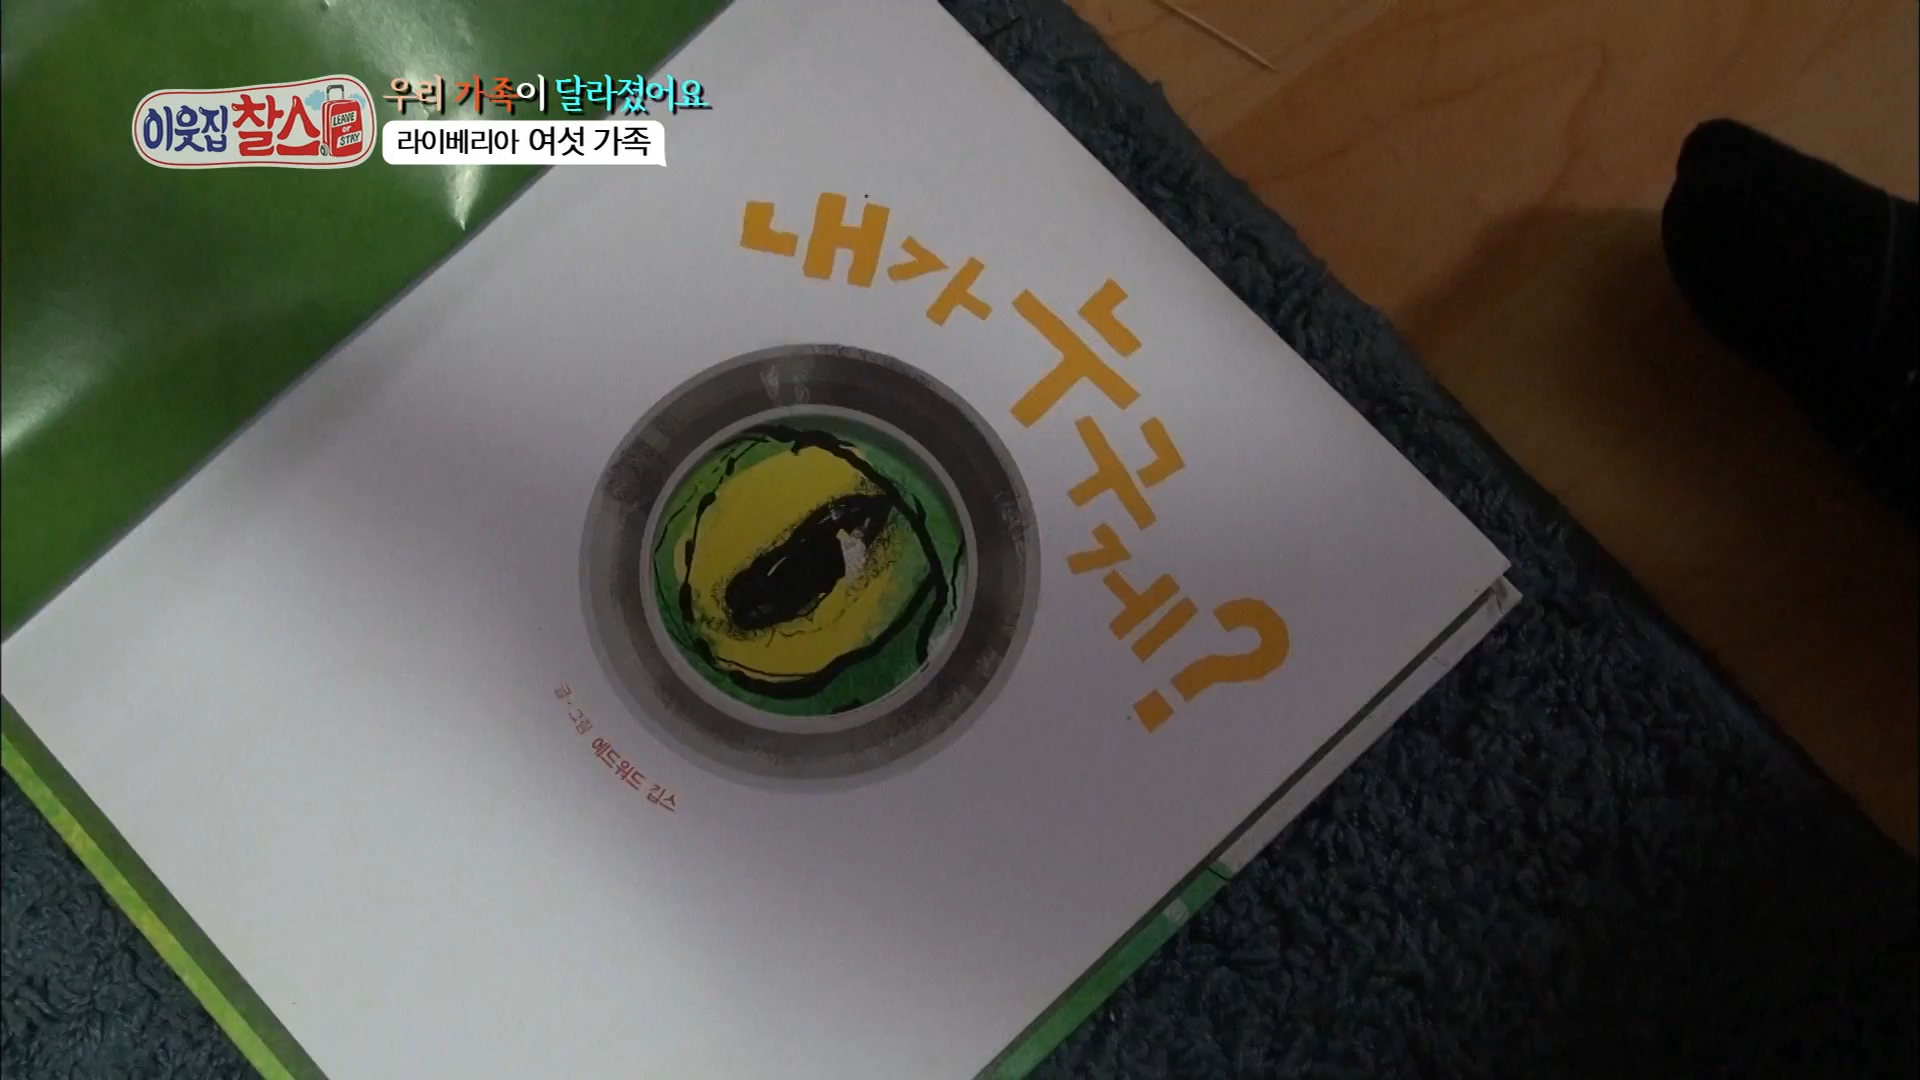 이웃집 찰스
LEAVE or STAY
우리 가족이 달라졌어요
라이베리아 여섯 가족
내가 누구게?
글·그림 에드워드 깁스